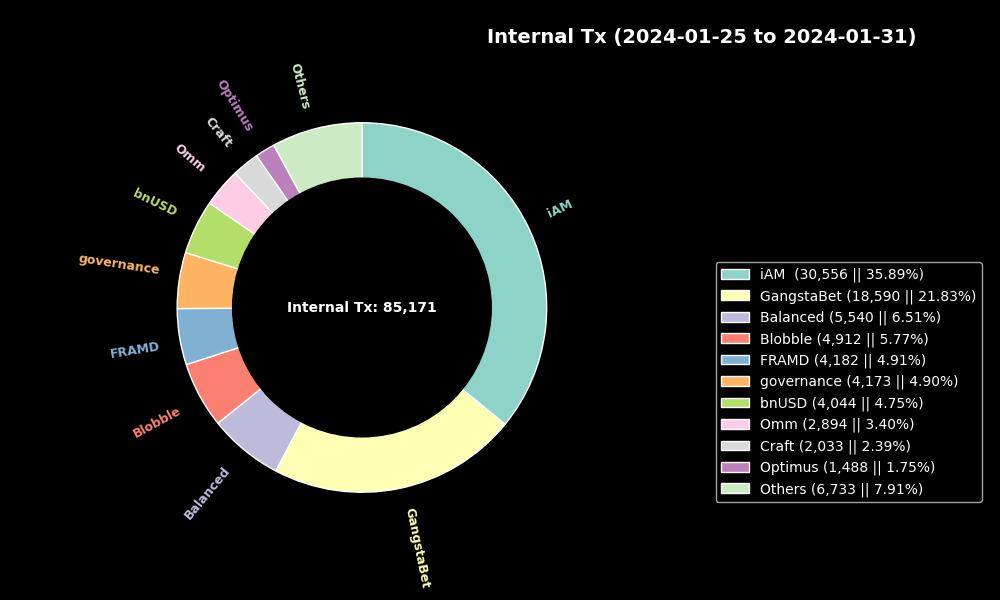 Internal Tx (2024-01-25 to 2024-01-31)
Others
Optimus
Craft
Omm
bnUSD
iAM
governance
Internal Tx: 85,171
FRAMD
Blobble
Balanced
GangstaBet
iAM  (30,556 || 35.89%)
GangstaBet (18,590 || 21.83%)
Balanced (5,540 || 6.51%)
Blobble (4,912 || 5.77%)
FRAMD (4,182 || 4.91%)
governance (4,173 || 4.90%)
bnUSD (4,044 || 4.75%)
Omm (2,894 || 3.40%)
Craft (2,033 || 2.39%)
Optimus (1,488 || 1.75%)
Others (6,733 || 7.91%)